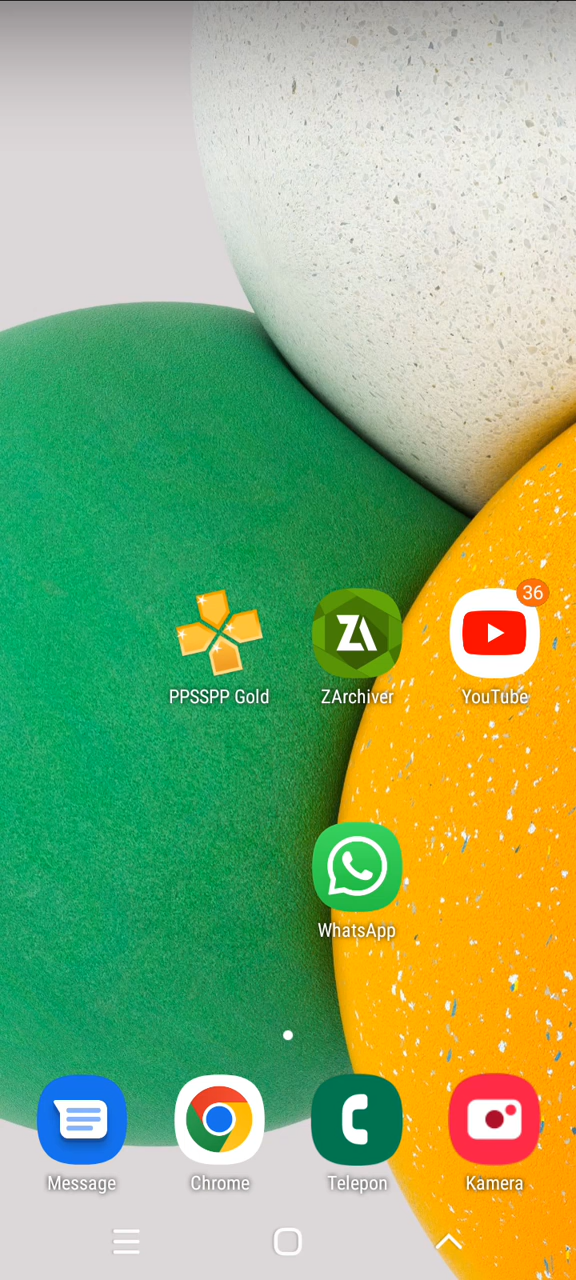 36
PPSSPP Gold
ZArchiver
YouTube
WhatsApp
Message
Chrome
Telepon
Kamera